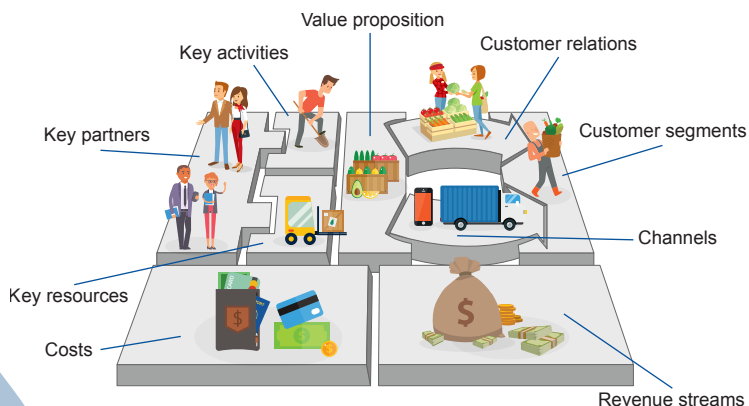 Value proposition
Key activities
Customer relations
Key partners
Customer segments
Channels
Key resources
Costs
Revenue streams
$
$